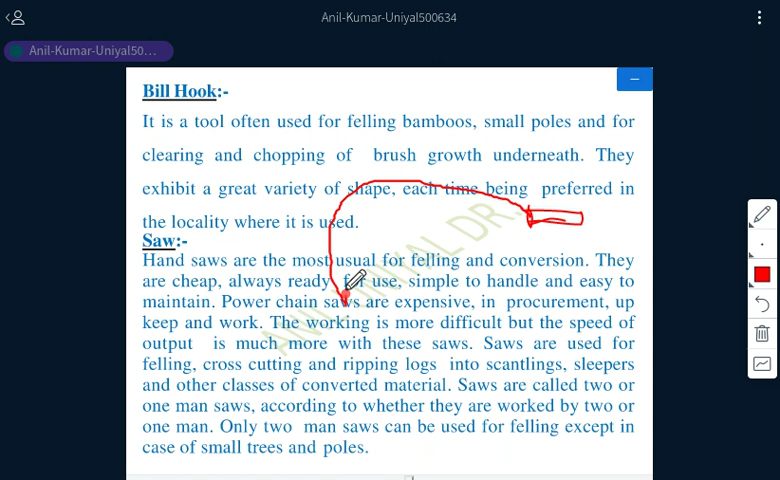 Anil-Kumar-Uniyal500634
Anil-Kumar-Uniyal50...
Bill Hook:-
It is a tool often used for felling bamboos, small poles and for
clearing and chopping of brush growth underneath. They
exhibit a great variety of shape, each time being preferred in
the locality where it is used.
Saw:-
Hand saws are the most usual for felling and conversion. They
are cheap, always ready for use, simple to handle and easy to
maintain. Power chain saws are expensive, in procurement, up
keep and work. The working is more difficult but the speed of
output is much more with these saws. Saws are used for
felling, cross cutting and ripping logs into scantlings, sleepers
and other classes of converted material. Saws are called two or
one man saws, according to whether they are worked by two or
one man. Only two man saws can be used for felling except in
case of small trees and poles.
ANIL UNIYAL DR.